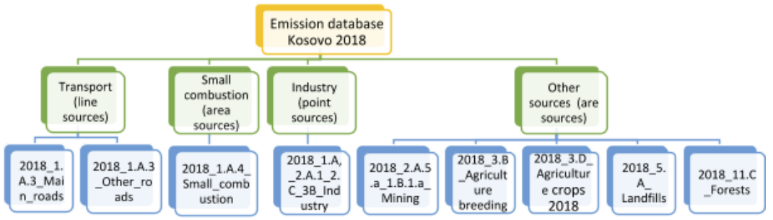 Emission database
Kosovo 2018
Transport
(line
sources)
Small
combustion
(area
sources)
Industry
(point
sources)
Other
sources (are
sources)
2018_1.
A.3_Mai
n_roads
2018_1.A.3
_Other_ro
ads
2018_1.A.4_
Small_comb
ustion
2018_1.A,
_2.A.1_2.
C_3B_Ind
ustry
2018_2.A.5
.a_1.B.1.a_
Mining
2018_3.B
_Agricult
ure
breeding
2018_3.D_
Agricultur
e crops
2018
2018_5.
A_
Landfills
2018_11.C
_Forests